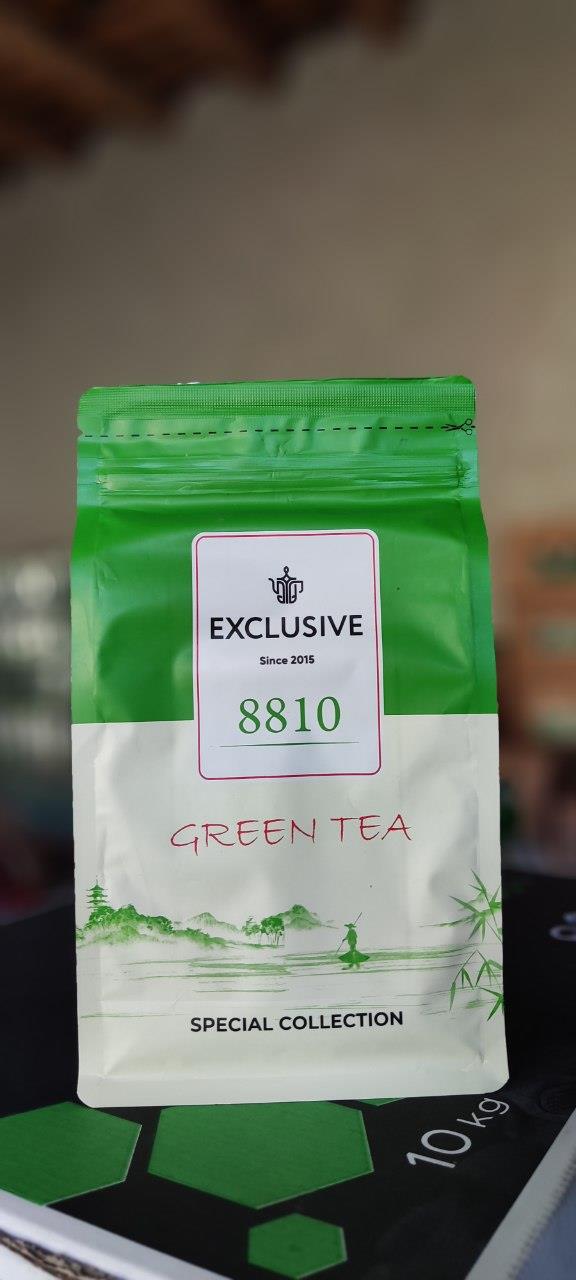 EXCLUSIVE
Since 2015
8810
GREEN TEA
SPECIAL COLLECTION
10 kg